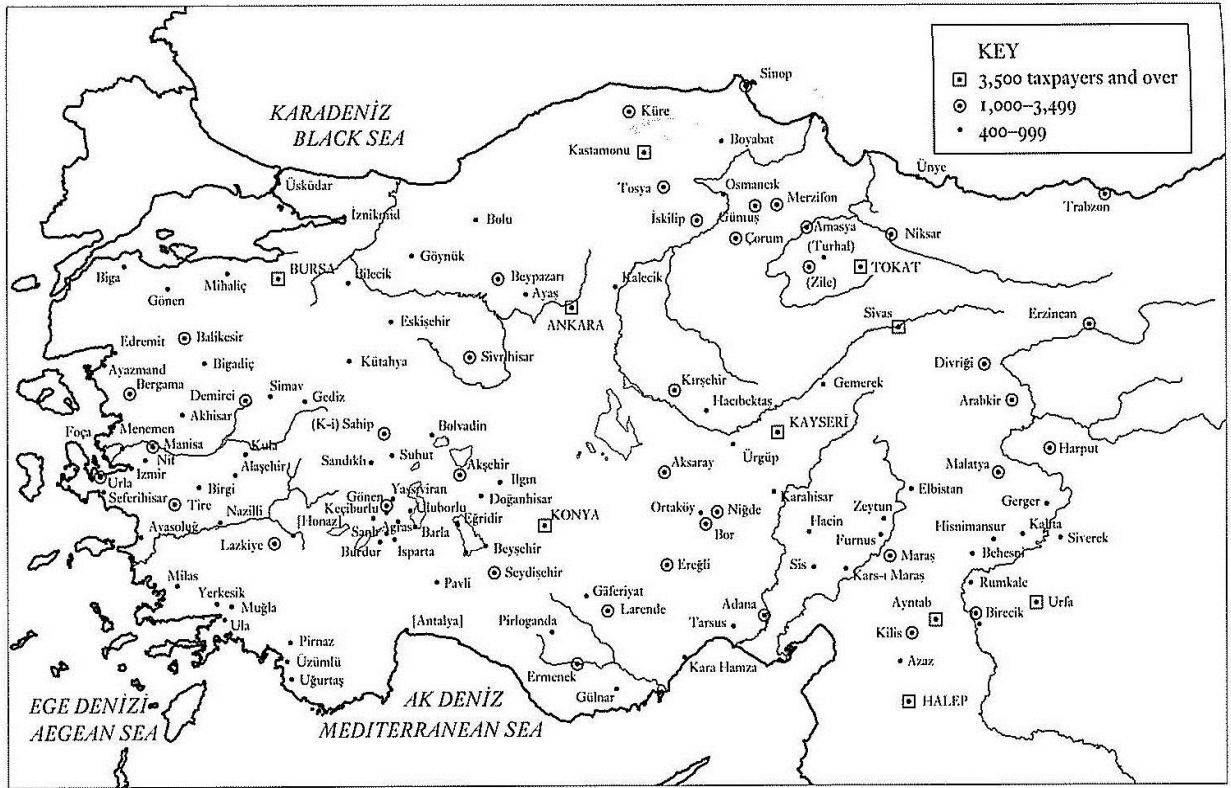 KEY
3,500 taxpayers and over
1,000–3,499
400–999
KARADENİZ
BLACK SEA
Sinop
Küre
Kastamonu
Boyabat
Ünye
Trabzon
Üsküdar
İznikmid
Bolu
Tosya
Osmancık
Merzifon
İskilip
Gümuş
Çorum
Amasya
(Turhal)
Niksar
(Zile)
TOKAT
Göynük
Biga
Gönen
Mihaliç
BURSA
Bilecik
Beypazarı
Ayaş
ANKARA
Kalecik
Sivas
Erzincan
Eskişehir
Edremit
Balikesir
Ayazmand
Bigadiç
Kütahya
Sivrihisar
Divriği
Bergama
Demirci
Simav
Gediz
Kırşehir
Hacıbektaş
Gemerek
Arabkir
Akhisar
(K-i) Sahip
Bolvadin
KAYSERİ
Foça
Menemen
Manisa
Nif
İzmir
Kula
Alaşehir
Sandıklı
Suhut
Akşehir
Ilgın
Ürgüp
Aksaray
Harput
Malatya
Urla
Seferihisar
Birgi
Tire
Nazilli
Gönen
Yassıviran
Keçiburlu
Uluborlu
Doğanhisar
Eğridir
KONYA
Ortaköy
Niğde
Bor
Karahisar
Elbistan
Zeytun
Gerger
Ayasoluğ
[Honaz]
Lazkiye
Agras
Barla
Burdur
Isparta
Beyşehir
Hacin
Furnus
Hisnimansur
Kahta
Siverek
Behesni
Milas
Pavli
Seydişehir
Ereğli
Sis
Maraş
Kars-ı Maraş
Rumkale
Yerkesik
Muğla
Ula
Gâferiyat
Larende
Adana
Tarsus
Ayntab
Birecik
Urfa
[Antalya]
Pirloganda
Kilis
Pirnaz
Üzümlü
Uğurtaş
Ermenek
Gülnar
Kara Hamza
Azaz
HALEP
EGE DENİZİ
AEGEAN SEA
AK DENİZ
MEDITERRANEAN SEA